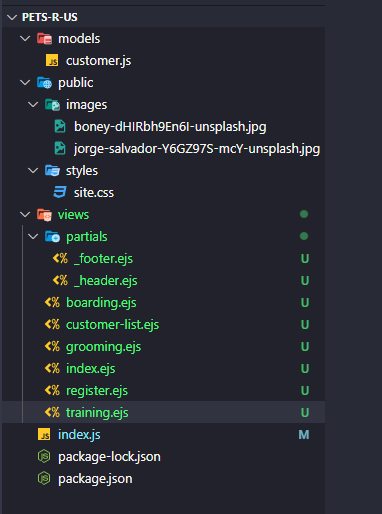 PETS-R-US
models
JS customer.js
public
images
boney-dHIRbh9En6I-unsplash.jpg
jorge-salvador-Y6GZ97S-mcY-unsplash.jpg
styles
site.css
views
partials
<% _footer.ejs U
<% _header.ejs U
<% boarding.ejs U
<% customer-list.ejs U
<% grooming.ejs U
<% index.ejs U
<% register.ejs U
<% training.ejs U
JS index.js M
package-lock.json
package.json